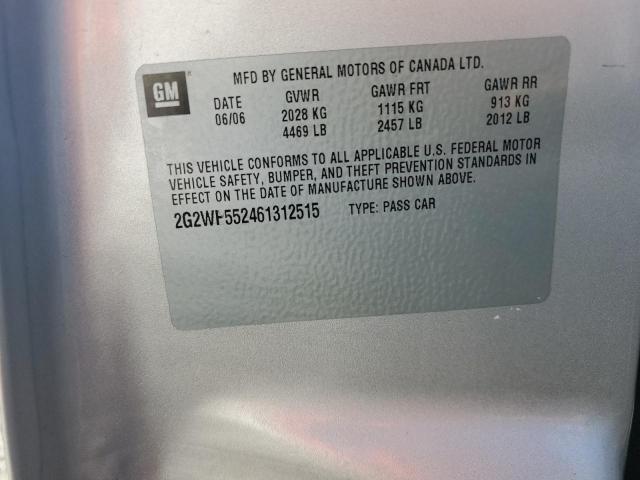 GM
MFD BY GENERAL MOTORS OF CANADA LTD.
DATE GVWR GAWR FRT GAWR RR
06/06 2028 KG 1115 KG 913 KG
4469 LB 2457 LB 2012 LB
THIS VEHICLE CONFORMS TO ALL APPLICABLE U.S. FEDERAL MOTOR
VEHICLE SAFETY, BUMPER, AND THEFT PREVENTION STANDARDS IN
EFFECT ON THE DATE OF MANUFACTURE SHOWN ABOVE.
2G2WP552461312515 TYPE: PASS CAR